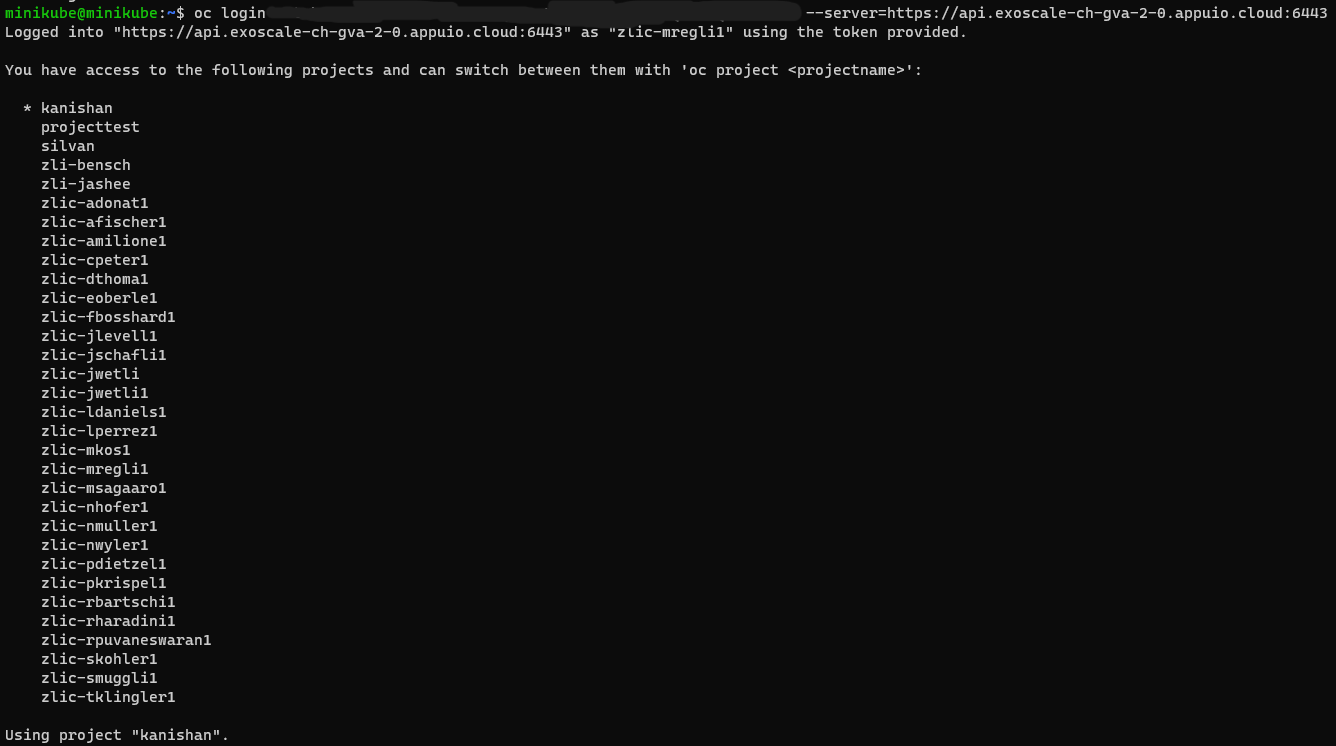 minikube@minikube:~$ oc login --server=https://api.exoscale-ch-gva-2-0.appuio.cloud:6443
Logged into "https://api.exoscale-ch-gva-2-0.appuio.cloud:6443" as "zlic-mregli1" using the token provided.
You have access to the following projects and can switch between them with 'oc project <projectname>':
* kanishan
projecttest
silvan
zli-bensch
zli-jashee
zlic-adonat1
zlic-afischer1
zlic-amilione1
zlic-cpeter1
zlic-dthoma1
zlic-eoberle1
zlic-fbosshard1
zlic-jlevell1
zlic-jschafli1
zlic-jwetli
zlic-jwetli1
zlic-ldaniels1
zlic-lperrez1
zlic-mkos1
zlic-mregli1
zlic-msagaaro1
zlic-nhofer1
zlic-nmuller1
zlic-nwyler1
zlic-pdietzel1
zlic-pkrispel1
zlic-rbartschi1
zlic-rharadini1
zlic-rpuvaneswaran1
zlic-skohler1
zlic-smuggli1
zlic-tklingler1
Using project "kanishan".